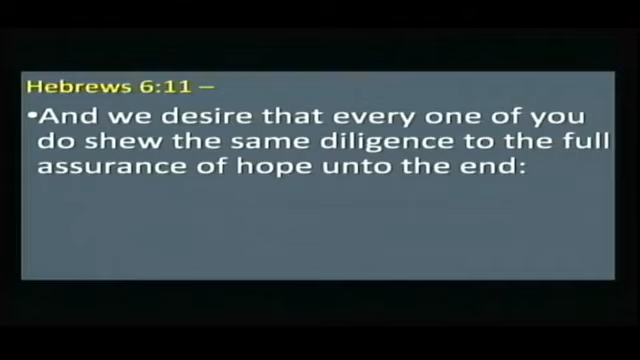 Hebrews 6:11 –
•And we desire that every one of you
do shew the same diligence to the full
assurance of hope unto the end: